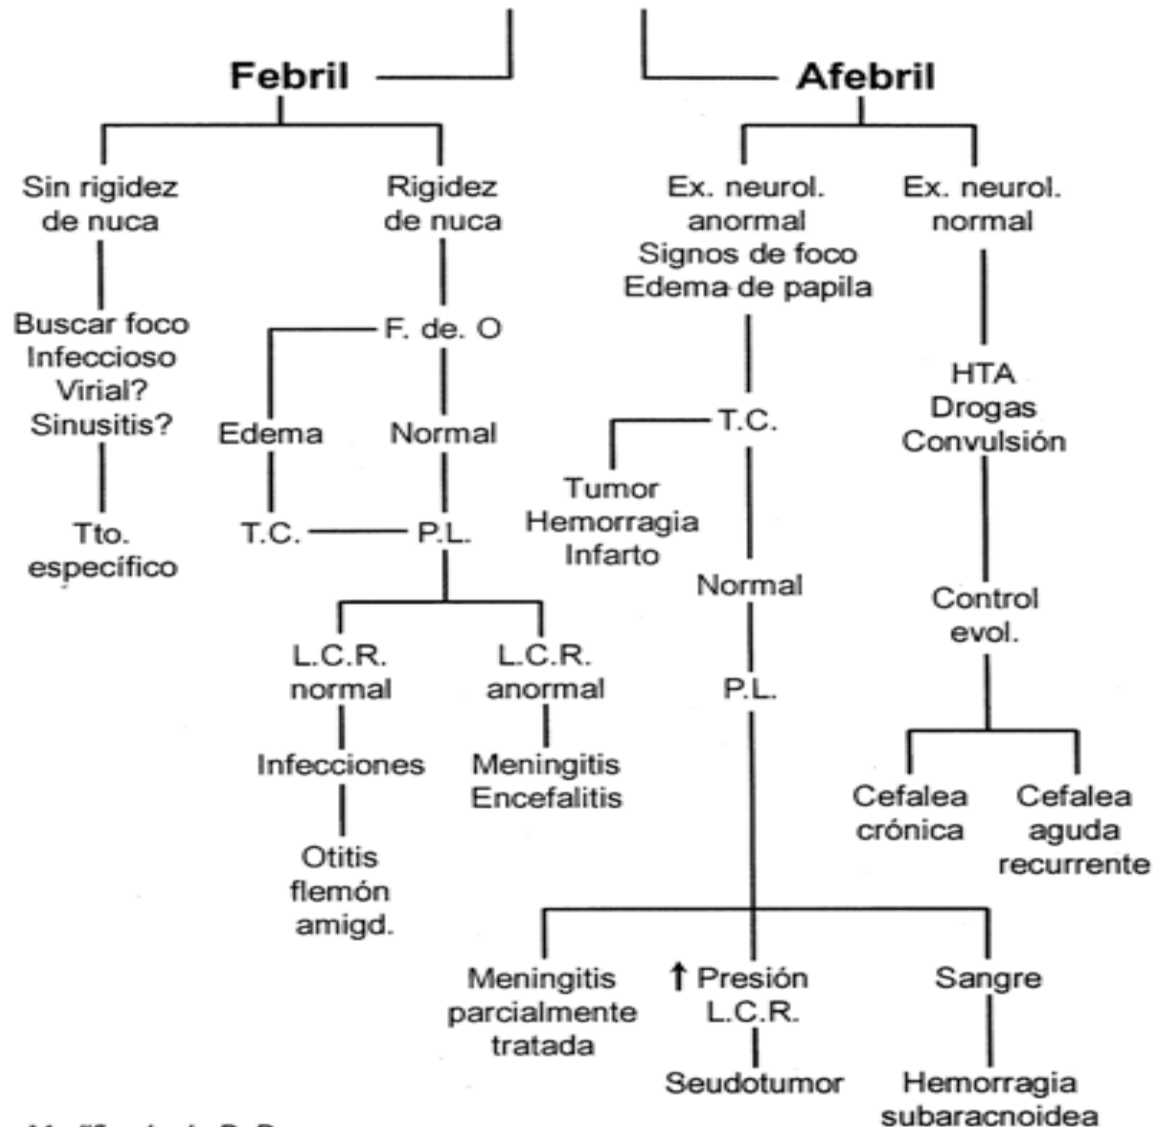 Febril
Afebril
Sin rigidez
de nuca
Rigidez
de nuca
Ex. neurol.
anormal
Signos de foco
Edema de papila
Ex. neurol.
normal
Buscar foco
Infeccioso
Virial?
Sinusitis?
F. de. O
HTA
Drogas
Convulsión
Edema
Normal
T.C.
Tumor
Hemorragia
Infarto
Tto.
específico
T.C.
P.L.
Normal
Control
evol.
L.C.R.
normal
L.C.R.
anormal
P.L.
Infecciones
Meningitis
Encefalitis
Cefalea
crónica
Cefalea
aguda
recurrente
Otitis
flemón
amigd.
Meningitis
parcialmente
tratada
↑ Presión
L.C.R.
Sangre
Seudotumor
Hemorragia
subaracnoidea